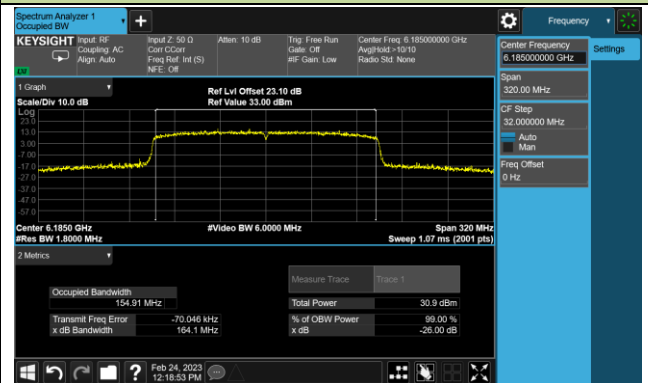 Spectrum Analyzer 1
Occupied BW
Frequency
KEYSIGHT
Input: RF
Coupling: AC
Align: Auto
Input Z: 50 Ω
Corr CCorr
Freq Ref: Int (S)
NFE: Off
Atten: 10 dB
Trig: Free Run
Gate: Off
#IF Gain: Low
Center Freq: 6.185000000 GHz
Avg|Hold:>10/10
Radio Std: None
Center Frequency
6.185000000 GHz
Settings
Span
320.00 MHz
CF Step
32.000000 MHz
Auto
Man
Freq Offset
0 Hz
1 Graph
Scale/Div 10.0 dB
Ref Lvl Offset 23.10 dB
Ref Value 33.00 dBm
Log
23.0
13.0
3.00
-7.00
-17.0
-27.0
-37.0
-47.0
-57.0
Center 6.1850 GHz
#Res BW 1.8000 MHz
#Video BW 6.0000 MHz
Span 320 MHz
Sweep 1.07 ms (2001 pts)
2 Metrics
Measure Trace
Trace 1
Occupied Bandwidth
154.91 MHz
Total Power
30.9 dBm
Transmit Freq Error
-70.046 kHz
% of OBW Power
99.00 %
x dB Bandwidth
164.1 MHz
x dB
-26.00 dB
Feb 24, 2023
12:18:53 PM